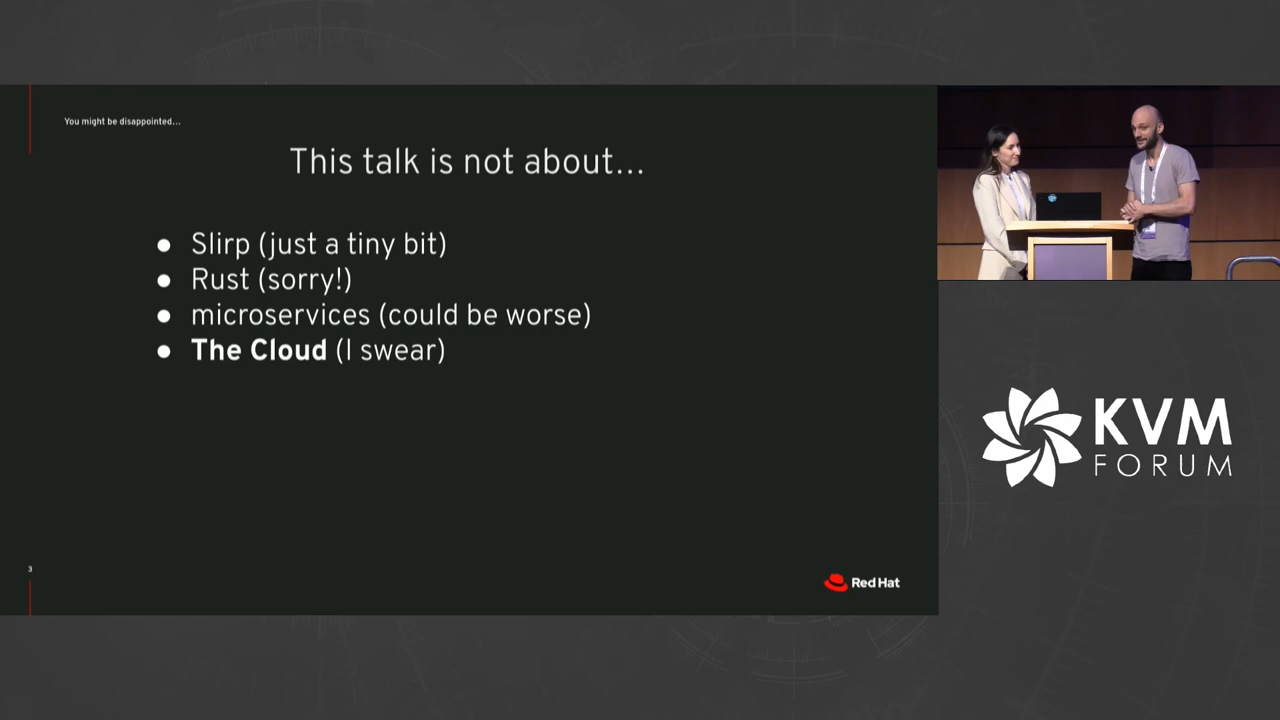 You might be disappointed...
This talk is not about...
● Slirp (just a tiny bit)
● Rust (sorry!)
● microservices (could be worse)
● The Cloud (I swear)
3
Red Hat
KVM
FORUM